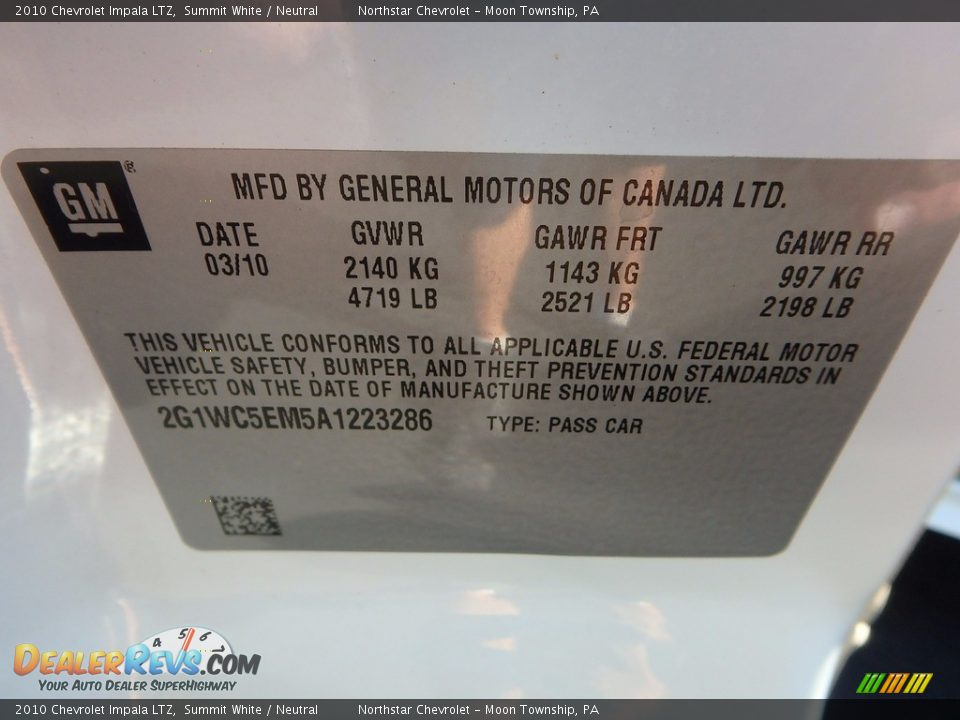 2010 Chevrolet Impala LTZ, Summit White / Neutral Northstar Chevrolet - Moon Township, PA
GM ®
MFD BY GENERAL MOTORS OF CANADA LTD.
DATE GVWR GAWR FRT GAWR RR
03/10 2140 KG 1143 KG 997 KG
4719 LB 2521 LB 2198 LB
THIS VEHICLE CONFORMS TO ALL APPLICABLE U.S. FEDERAL MOTOR
VEHICLE SAFETY, BUMPER, AND THEFT PREVENTION STANDARDS IN
EFFECT ON THE DATE OF MANUFACTURE SHOWN ABOVE.
2G1WC5EM5A1223286 TYPE: PASS CAR
4 5 6
DEALERREVS.COM
YOUR AUTO DEALER SUPERHIGHWAY
2010 Chevrolet Impala LTZ, Summit White / Neutral Northstar Chevrolet - Moon Township, PA